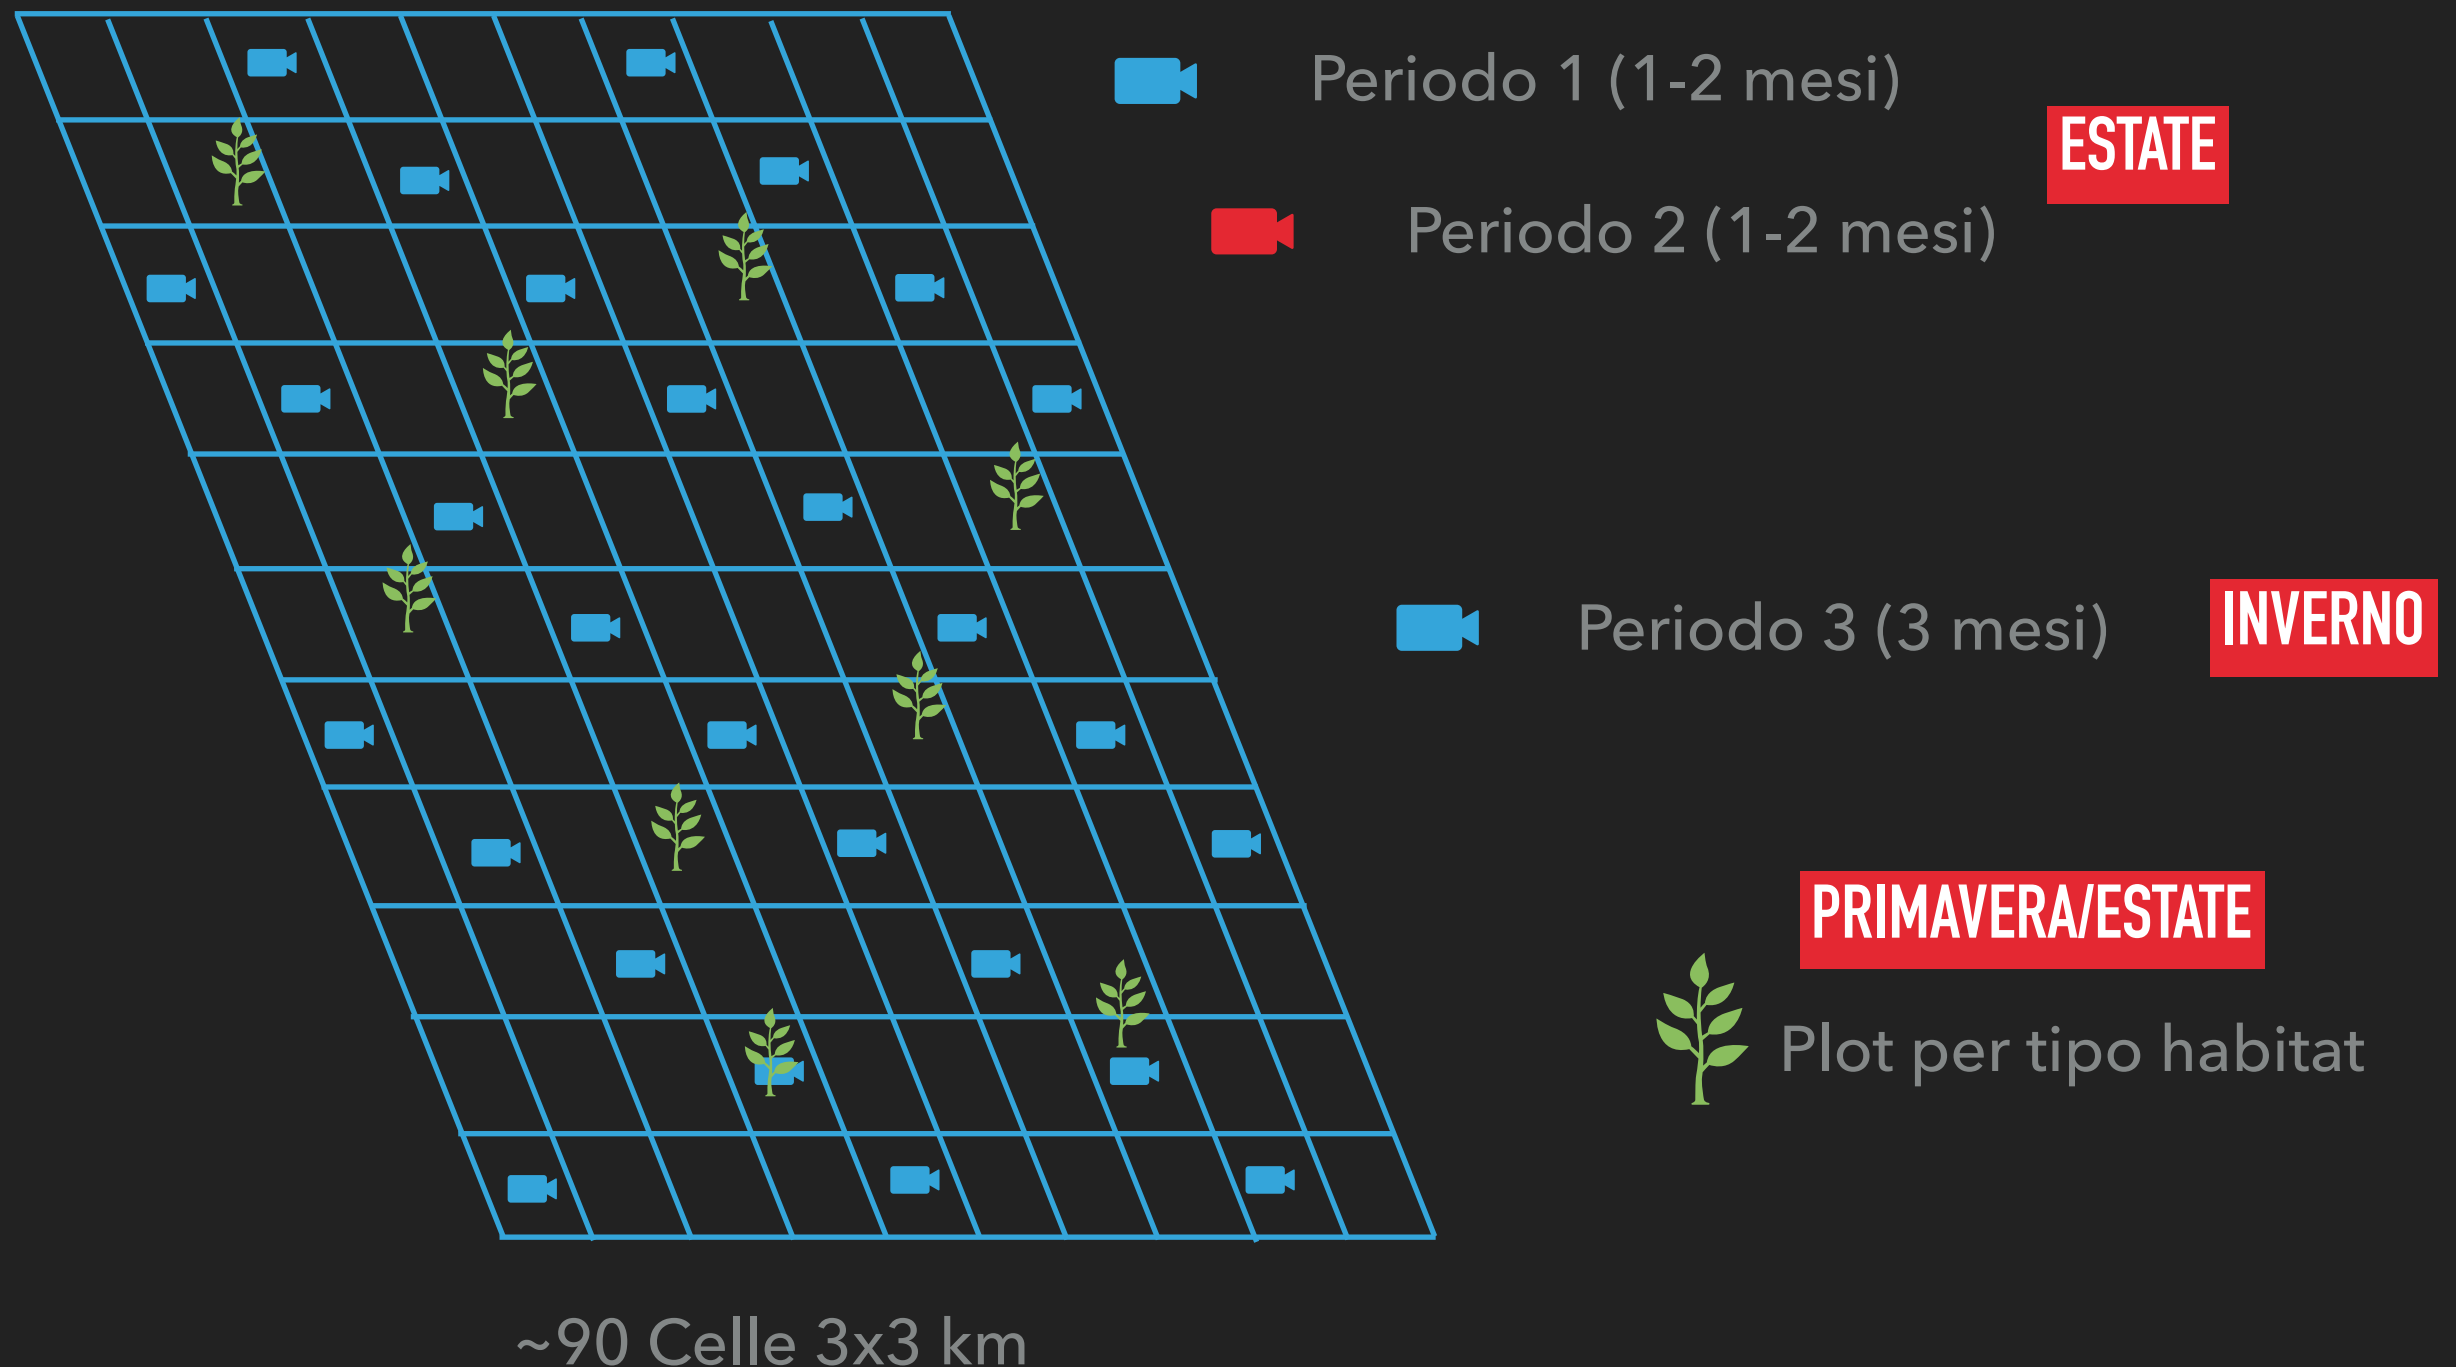 Periodo 1 (1-2 mesi)
ESTATE
Periodo 2 (1-2 mesi)
Periodo 3 (3 mesi)
INVERNO
PRIMAVERA/ESTATE
Plot per tipo habitat
~90 Celle 3x3 km